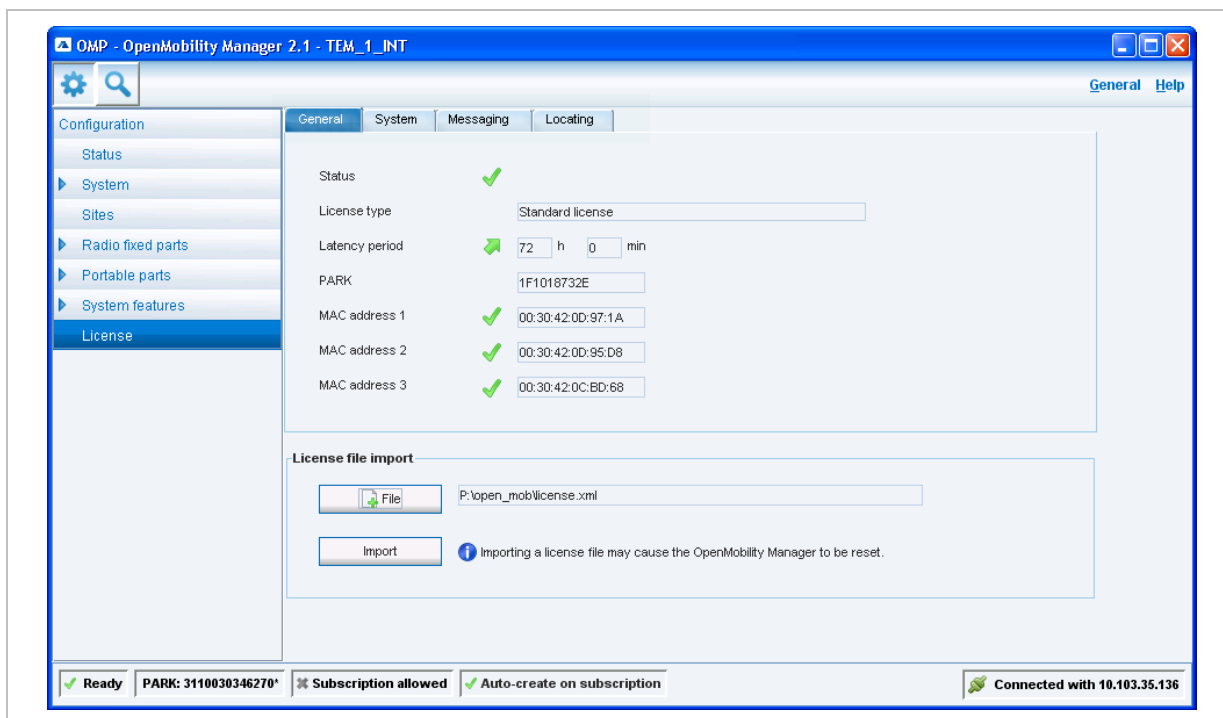 OMP - OpenMobility Manager 2.1 - TEM_1_INT
General Help
Configuration
Status
System
Sites
Radio fixed parts
Portable parts
System features
License
General System Messaging Locating
Status
License type Standard license
Latency period 72 h 0 min
PARK 1F1018732E
MAC address 1 00:30:42:0D:97:1A
MAC address 2 00:30:42:0D:95:D8
MAC address 3 00:30:42:0C:BD:68
License file import
File P:\open_mob\license.xml
Import Importing a license file may cause the OpenMobility Manager to be reset.
Ready PARK: 3110030346270* Subscription allowed Auto-create on subscription Connected with 10.103.35.136